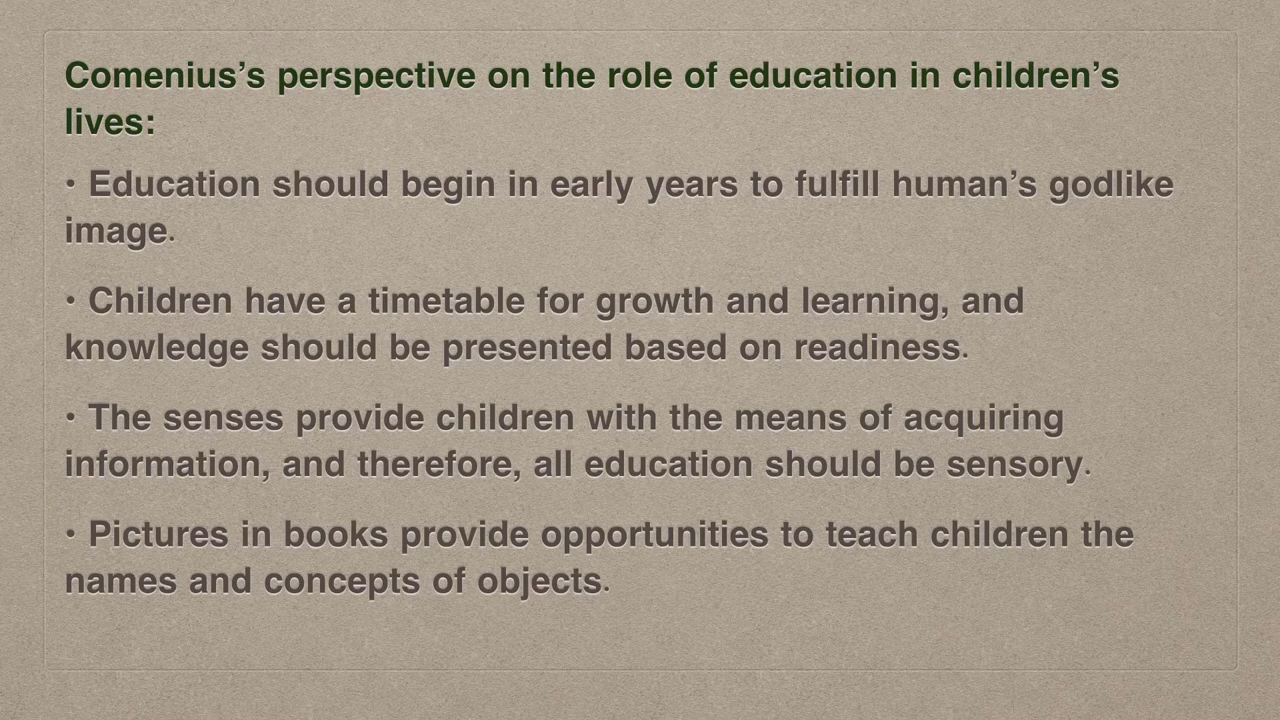 Comenius’s perspective on the role of education in children’s
lives:
• Education should begin in early years to fulfill human’s godlike
image.
• Children have a timetable for growth and learning, and
knowledge should be presented based on readiness.
• The senses provide children with the means of acquiring
information, and therefore, all education should be sensory.
• Pictures in books provide opportunities to teach children the
names and concepts of objects.